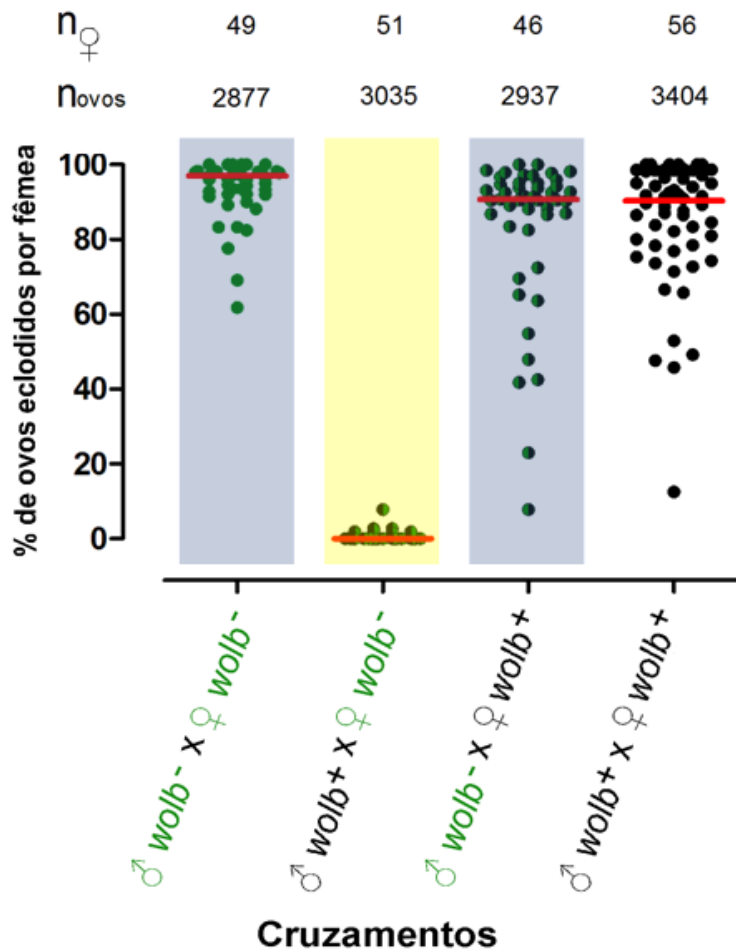 n♀ 49 51 46 56
novos 2877 3035 2937 3404
% de ovos eclodidos por fêmea
100
80
60
40
20
0
♂ wolb- x ♀ wolb-
♂ wolb+ x ♀ wolb-
♂ wolb- x ♀ wolb+
♂ wolb+ x ♀ wolb+
Cruzamentos